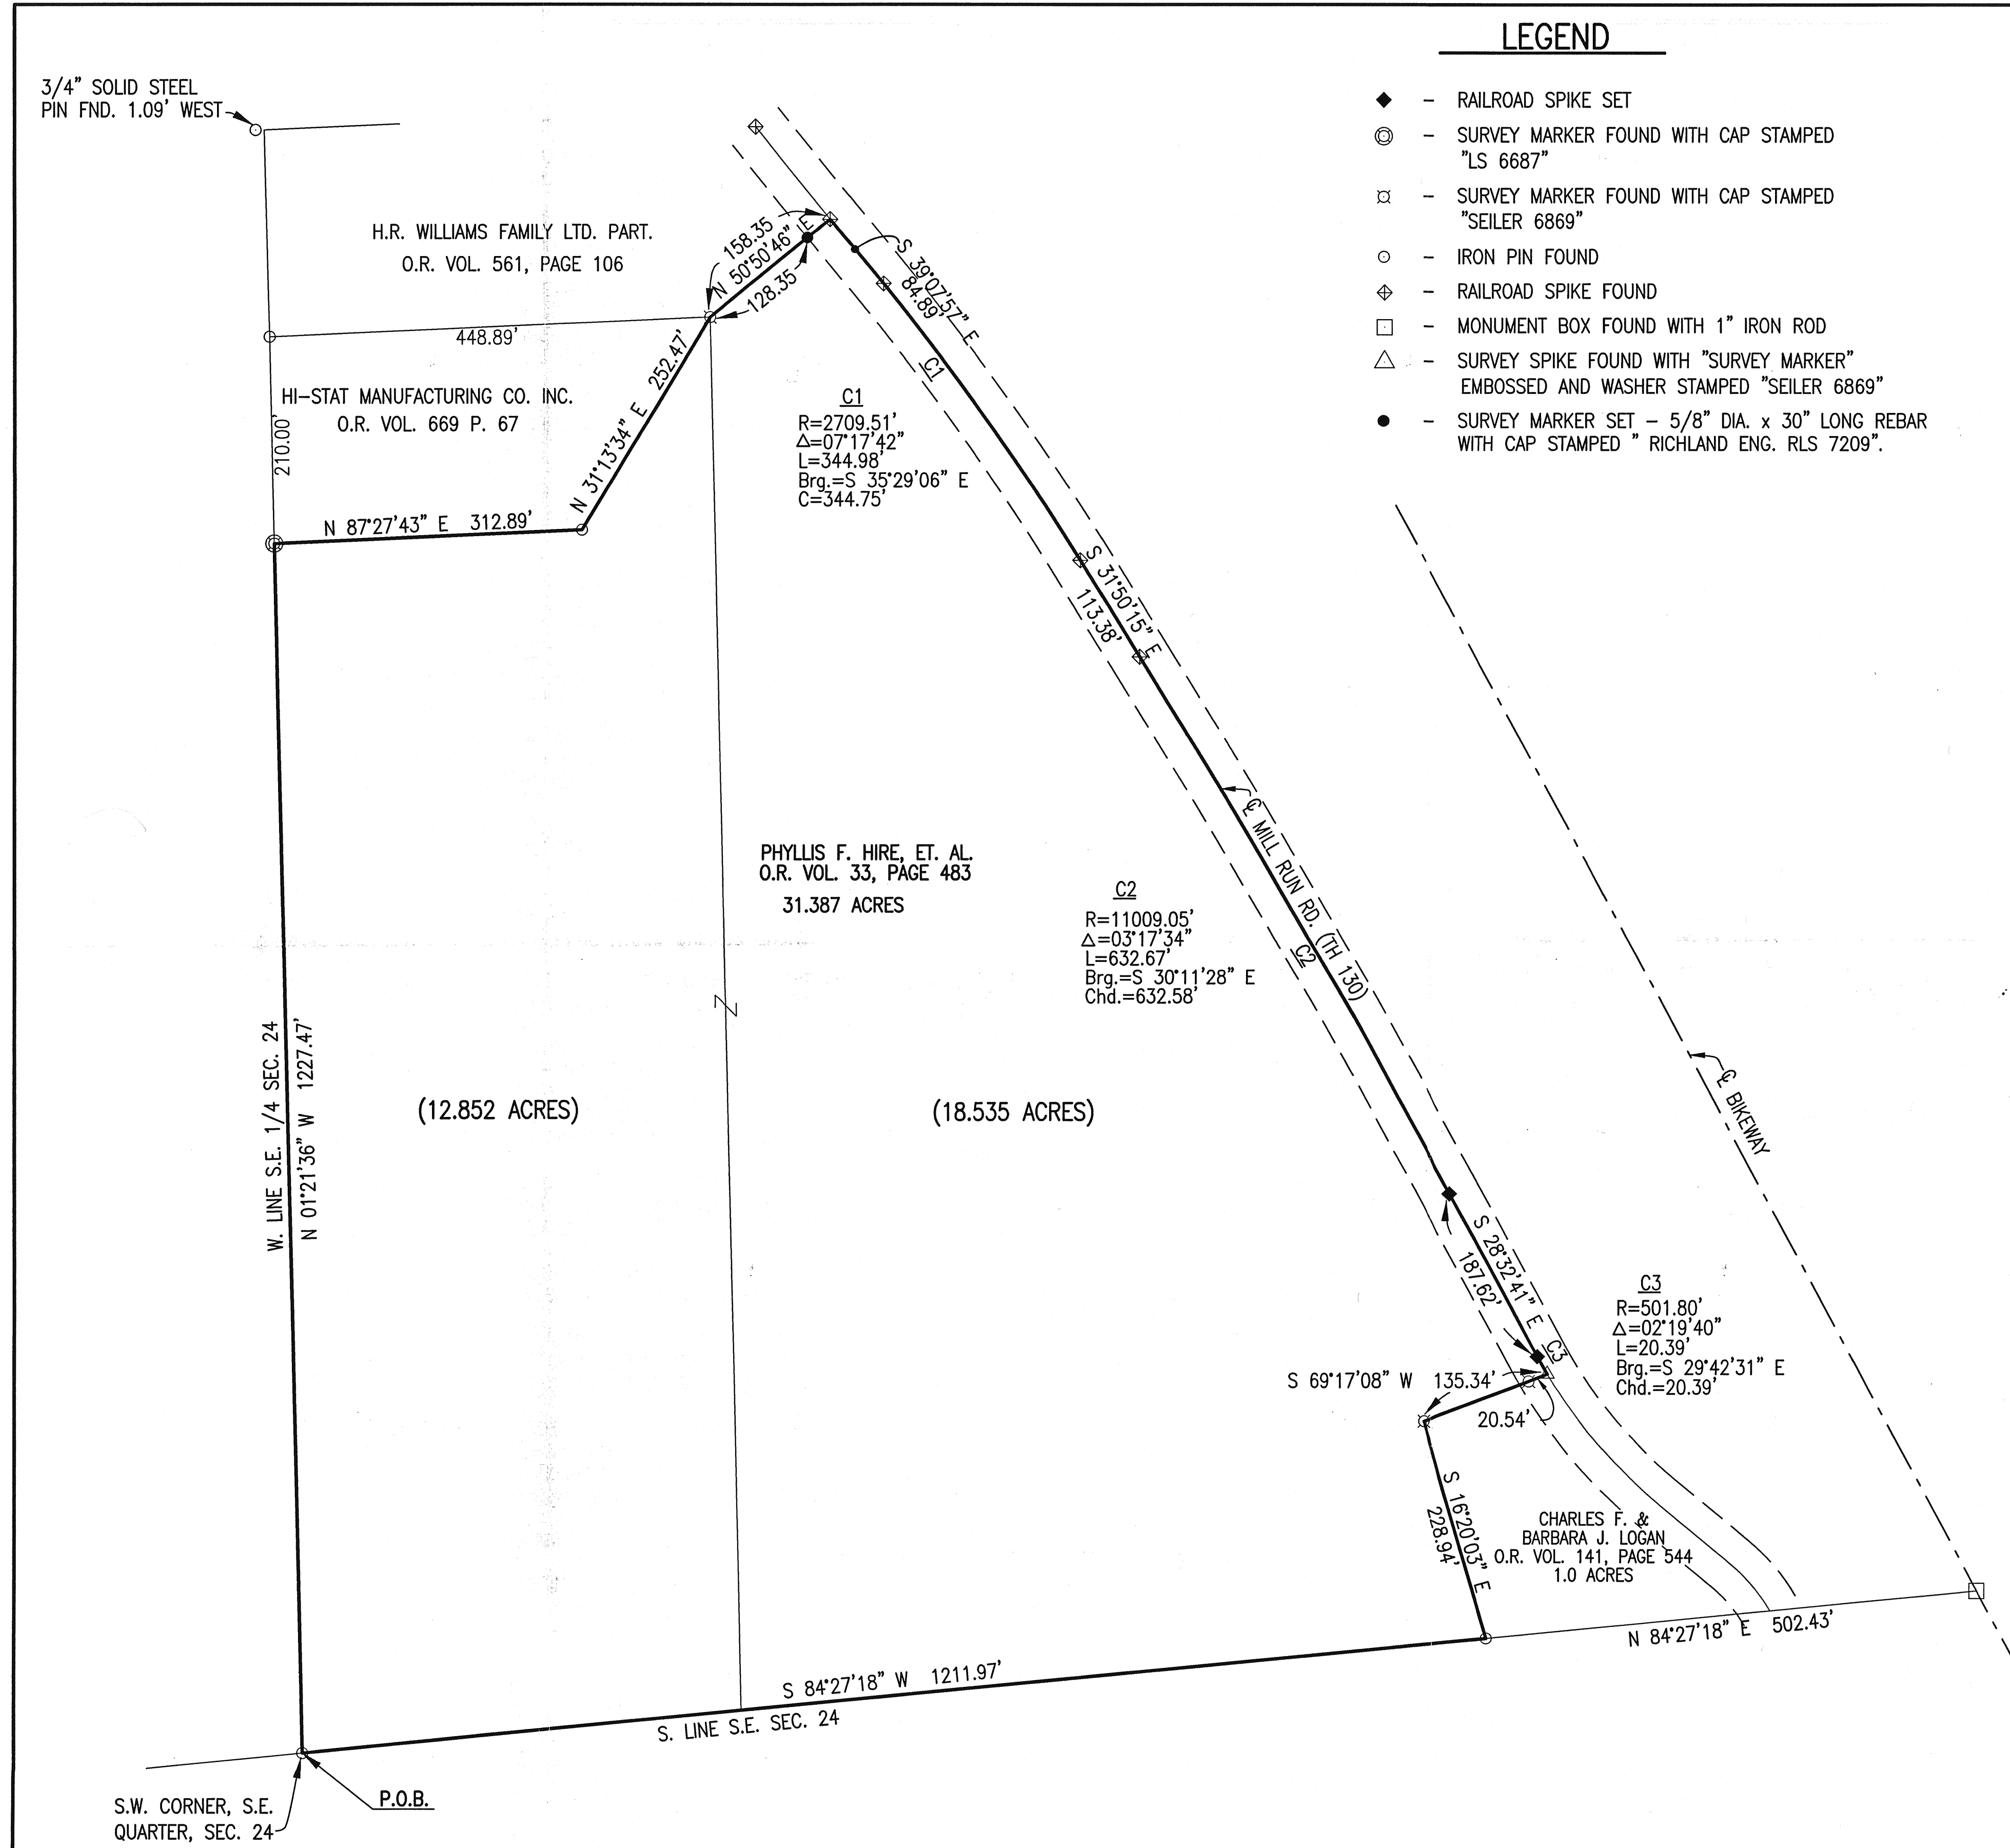 LEGEND
◆ – RAILROAD SPIKE SET
◎ – SURVEY MARKER FOUND WITH CAP STAMPED
"LS 6687"
¤ – SURVEY MARKER FOUND WITH CAP STAMPED
"SEILER 6869"
○ – IRON PIN FOUND
– RAILROAD SPIKE FOUND
□ – MONUMENT BOX FOUND WITH 1" IRON ROD
△ – SURVEY SPIKE FOUND WITH "SURVEY MARKER"
EMBOSSED AND WASHER STAMPED "SEILER 6869"
● – SURVEY MARKER SET – 5/8" DIA. x 30" LONG REBAR
WITH CAP STAMPED " RICHLAND ENG. RLS 7209".
3/4" SOLID STEEL
PIN FND. 1.09' WEST
H.R. WILLIAMS FAMILY LTD. PART.
O.R. VOL. 561, PAGE 106
158.35
N 50°50'46" E
128.35
S 39°07'57" E
84.89'
448.89'
252.47'
N 31°13'34" E
HI-STAT MANUFACTURING CO. INC.
O.R. VOL. 669 P. 67
210.00'
C1
C1
R=2709.51'
△=07°17'42"
L=344.98'
Brg.=S 35°29'06" E
C=344.75'
N 87°27'43" E 312.89'
S 31°50'15" E
113.38'
PHYLLIS F. HIRE, ET. AL.
O.R. VOL. 33, PAGE 483
31.387 ACRES
℄ MILL RUN RD. (TH 130)
C2
C2
R=11009.05'
△=03°17'34"
L=632.67'
Brg.=S 30°11'28" E
Chd.=632.58'
Z
W. LINE S.E. 1/4 SEC. 24
N 01°21'36" W 1227.47'
(12.852 ACRES)
(18.535 ACRES)
℄ BIKEWAY
S 28°32'41" E
187.62'
C3
C3
R=501.80'
△=02°19'40"
L=20.39'
Brg.=S 29°42'31" E
Chd.=20.39'
S 69°17'08" W 135.34'
20.54'
S 16°20'03" E
228.94'
CHARLES F. &
BARBARA J. LOGAN
O.R. VOL. 141, PAGE 544
1.0 ACRES
N 84°27'18" E 502.43'
S 84°27'18" W 1211.97'
S. LINE S.E. SEC. 24
P.O.B.
S.W. CORNER, S.E.
QUARTER, SEC. 24